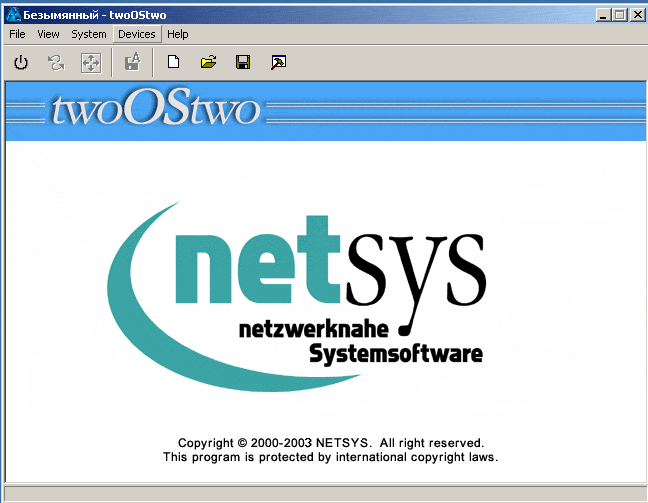 Безымянный - twoOStwo
File View System Devices Help
twoOStwo
netsys
netzwerknahe
Systemsoftware
Copyright © 2000-2003 NETSYS. All right reserved.
This program is protected by international copyright laws.